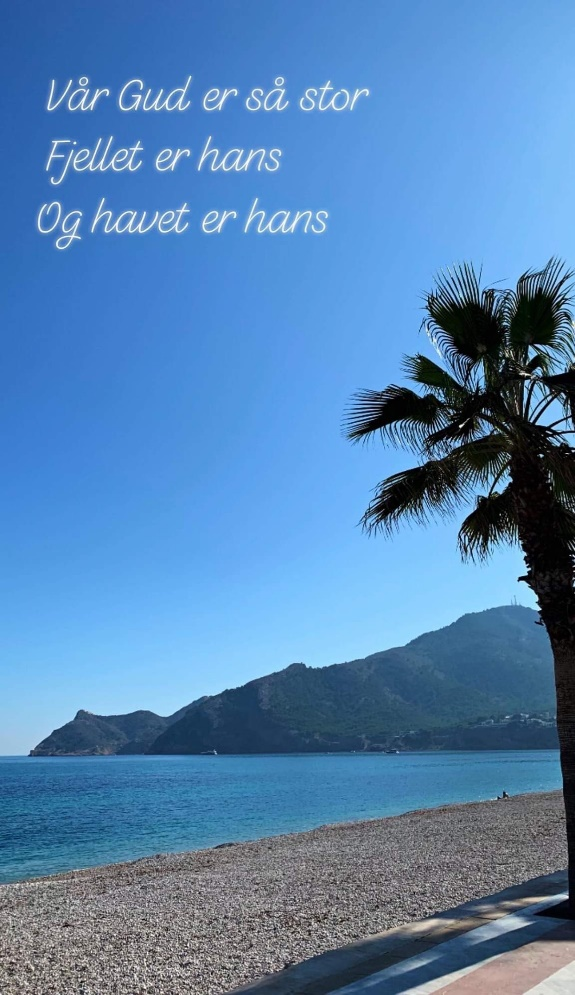 Vår Gud er så stor
Fjellet er hans
Og havet er hans